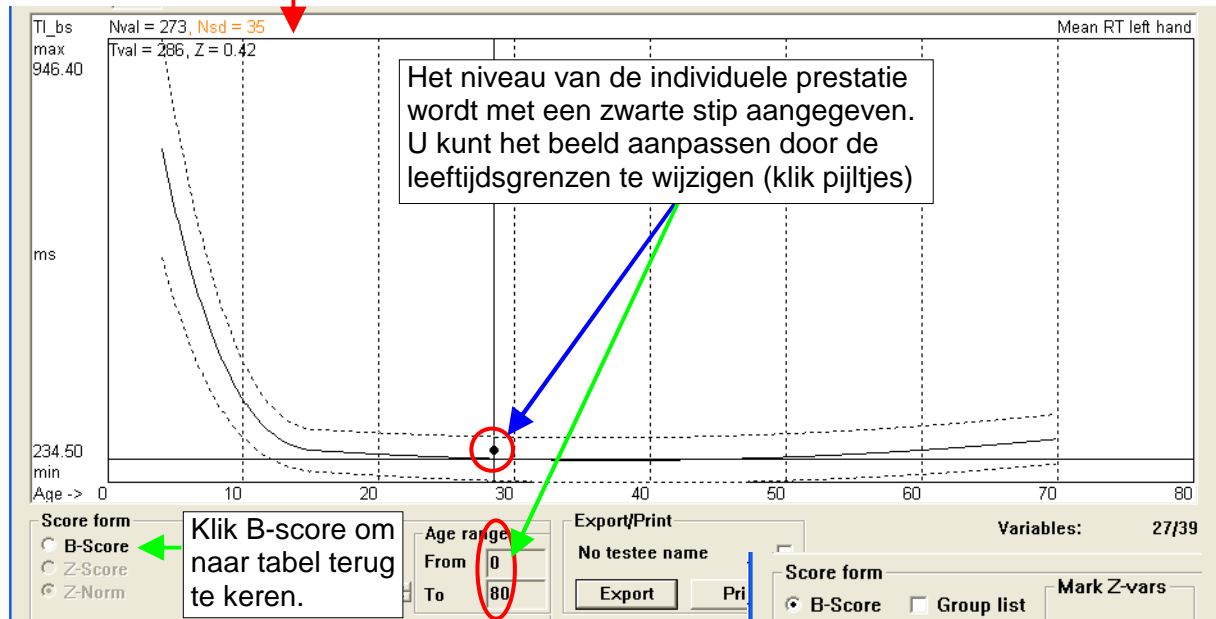 Tl_bs Nval = 273, Nsd = 35 Mean RT left hand
max Tval = 286, Z = 0.42
946.40
Het niveau van de individuele prestatie
wordt met een zwarte stip aangegeven.
U kunt het beeld aanpassen door de
leeftijdsgrenzen te wijzigen (klik pijltjes)
ms
234.50
min
Age -> 0 10 20 30 40 50 60 70 80
Score form
B-Score
Z-Score
Z-Norm
Klik B-score om
naar tabel terug
te keren.
Age range
From 0
To 80
Export/Print
No testee name
Export
Variables: 27/39
Score form
B-Score Group list
Mark Z-vars